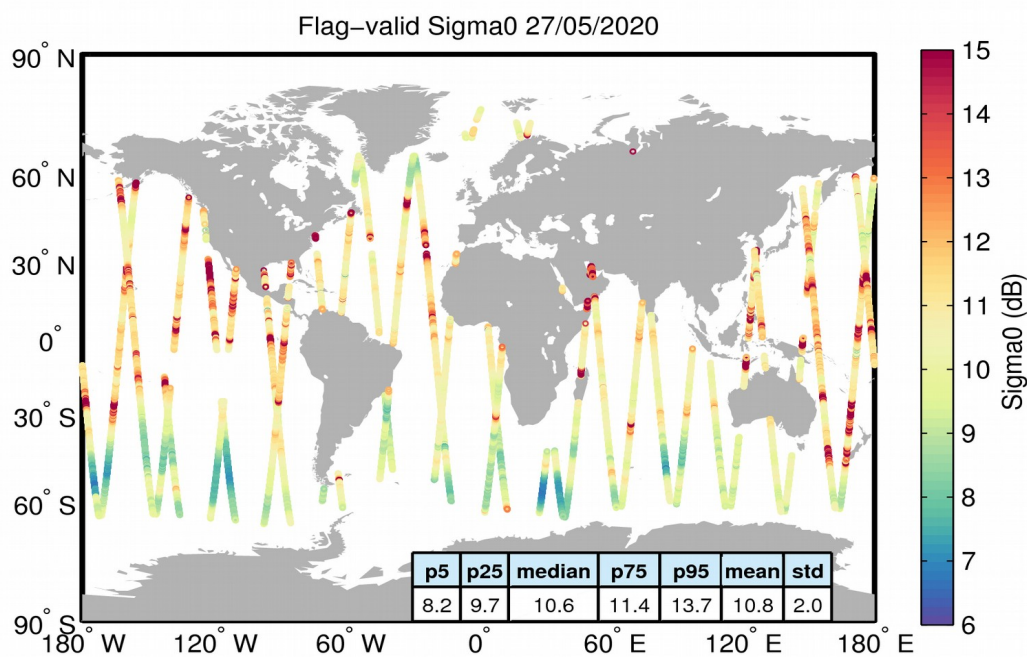 Flag−valid Sigma0 27/05/2020
90° N
60° N
30° N
0°
30° S
60° S
90° S
180° W
120° W
60° W
0°
60° E
120° E
180° E
15
14
13
12
11
10
9
8
7
6
Sigma0 (dB)
p5 p25 median p75 p95 mean std
8.2 9.7 10.6 11.4 13.7 10.8 2.0